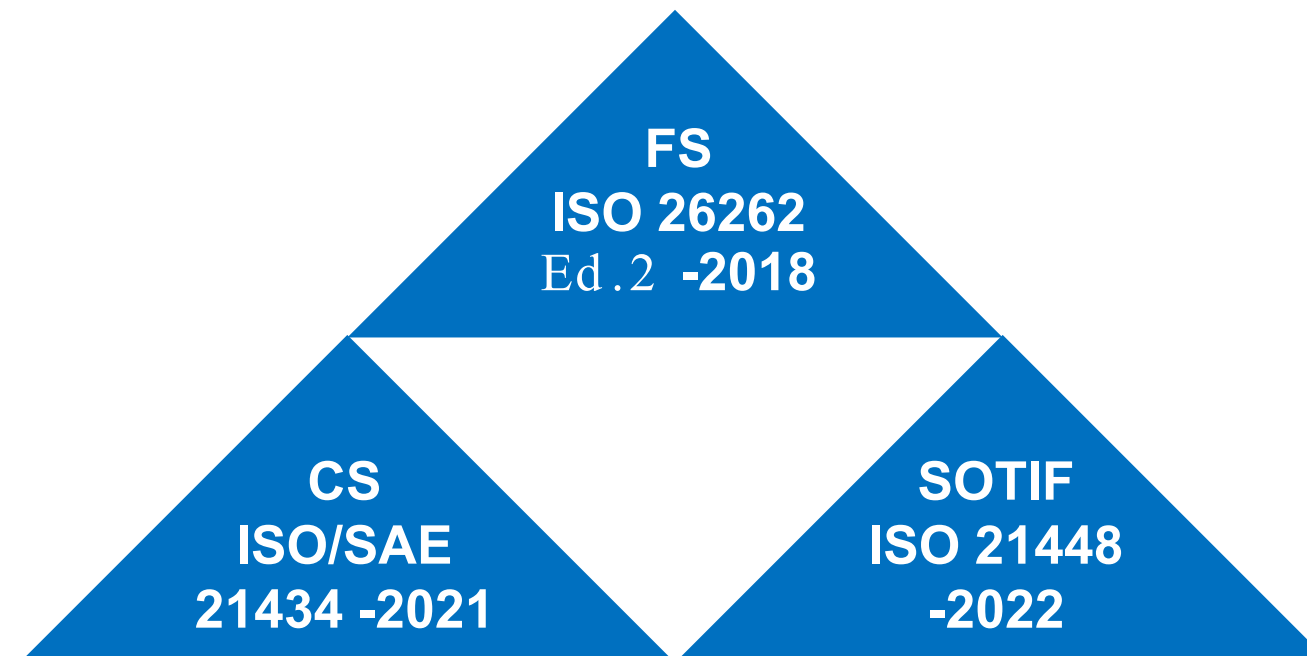 FS
ISO 26262
Ed.2 -2018
CS
ISO/SAE
21434 -2021
SOTIF
ISO 21448
-2022